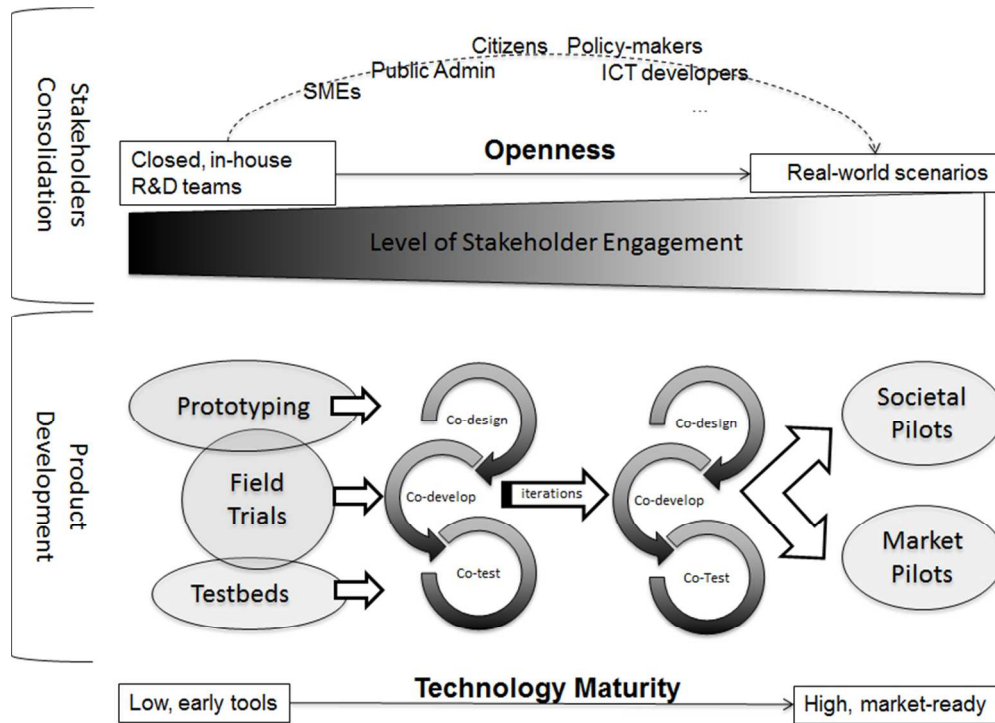 Stakeholders
Consolidation
Citizens Policy-makers
Public Admin ICT developers
SMEs ...
Closed, in-house
R&D teams
Openness
Real-world scenarios
Level of Stakeholder Engagement
Product
Development
Prototyping
Field
Trials
Testbeds
Co-design
Co-develop
Co-test
iterations
Co-design
Co-develop
Co-Test
Societal
Pilots
Market
Pilots
Low, early tools
Technology Maturity
High, market-ready